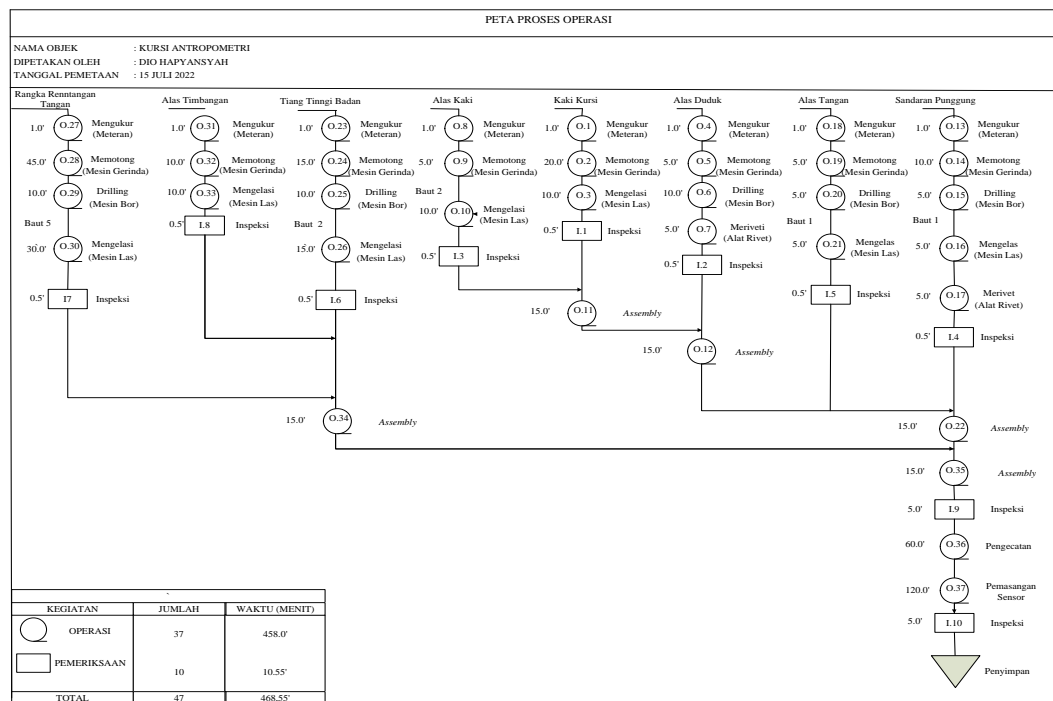 PETA PROSES OPERASI
NAMA OBJEK : KURSI ANTROPOMETRI
DIPETAKAN OLEH : DIO HAPYANSYAH
TANGGAL PEMETAAN : 15 JULI 2022
Rangka Renntangan
Tangan
1.0' O.27 Mengukur
(Meteran)
45.0' O.28 Memotong
(Mesin Gerinda)
10.0' O.29 Drilling
(Mesin Bor)
Baut 5
30.0' O.30 Mengelasi
(Mesin Las)
0.5' I7 Inspeksi
Alas Timbangan
1.0' O.31 Mengukur
(Meteran)
10.0' O.32 Memotong
(Mesin Gerinda)
10.0' O.33 Mengelasi
(Mesin Las)
0.5' I.8 Inspeksi
Tiang Tinngi Badan
1.0' O.23 Mengukur
(Meteran)
15.0' O.24 Memotong
(Mesin Gerinda)
10.0' O.25 Drilling
(Mesin Bor)
Baut 2
15.0' O.26 Mengelasi
(Mesin Las)
0.5' I.6 Inspeksi
15.0' O.34 Assembly
Alas Kaki
1.0' O.8 Mengukur
(Meteran)
5.0' O.9 Memotong
(Mesin Gerinda)
Baut 2
10.0' O.10 Mengelasi
(Mesin Las)
0.5' I.3 Inspeksi
Kaki Kursi
1.0' O.1 Mengukur
(Meteran)
20.0' O.2 Memotong
(Mesin Gerinda)
10.0' O.3 Mengelasi
(Mesin Las)
0.5' I.1 Inspeksi
15.0' O.11 Assembly
Alas Duduk
1.0' O.4 Mengukur
(Meteran)
5.0' O.5 Memotong
(Mesin Gerinda)
10.0' O.6 Drilling
(Mesin Bor)
5.0' O.7 Meriveti
(Alat Rivet)
0.5' I.2 Inspeksi
15.0' O.12 Assembly
Alas Tangan
1.0' O.18 Mengukur
(Meteran)
5.0' O.19 Memotong
(Mesin Gerinda)
5.0' O.20 Drilling
(Mesin Bor)
Baut 1
5.0' O.21 Mengelas
(Mesin Las)
0.5' I.5 Inspeksi
Sandaran Punggung
1.0' O.13 Mengukur
(Meteran)
10.0' O.14 Memotong
(Mesin Gerinda)
5.0' O.15 Drilling
(Mesin Bor)
Baut 1
5.0' O.16 Mengelas
(Mesin Las)
5.0' O.17 Merivet
(Alat Rivet)
0.5' I.4 Inspeksi
15.0' O.22 Assembly
15.0' O.35 Assembly
5.0' I.9 Inspeksi
60.0' O.36 Pengecatan
120.0' O.37 Pemasangan
Sensor
5.0' I.10 Inspeksi
Penyimpan
KEGIATAN JUMLAH WAKTU (MENIT)
OPERASI 37 458.0'
PEMERIKSAAN 10 10.55'
TOTAL 47 468.55'